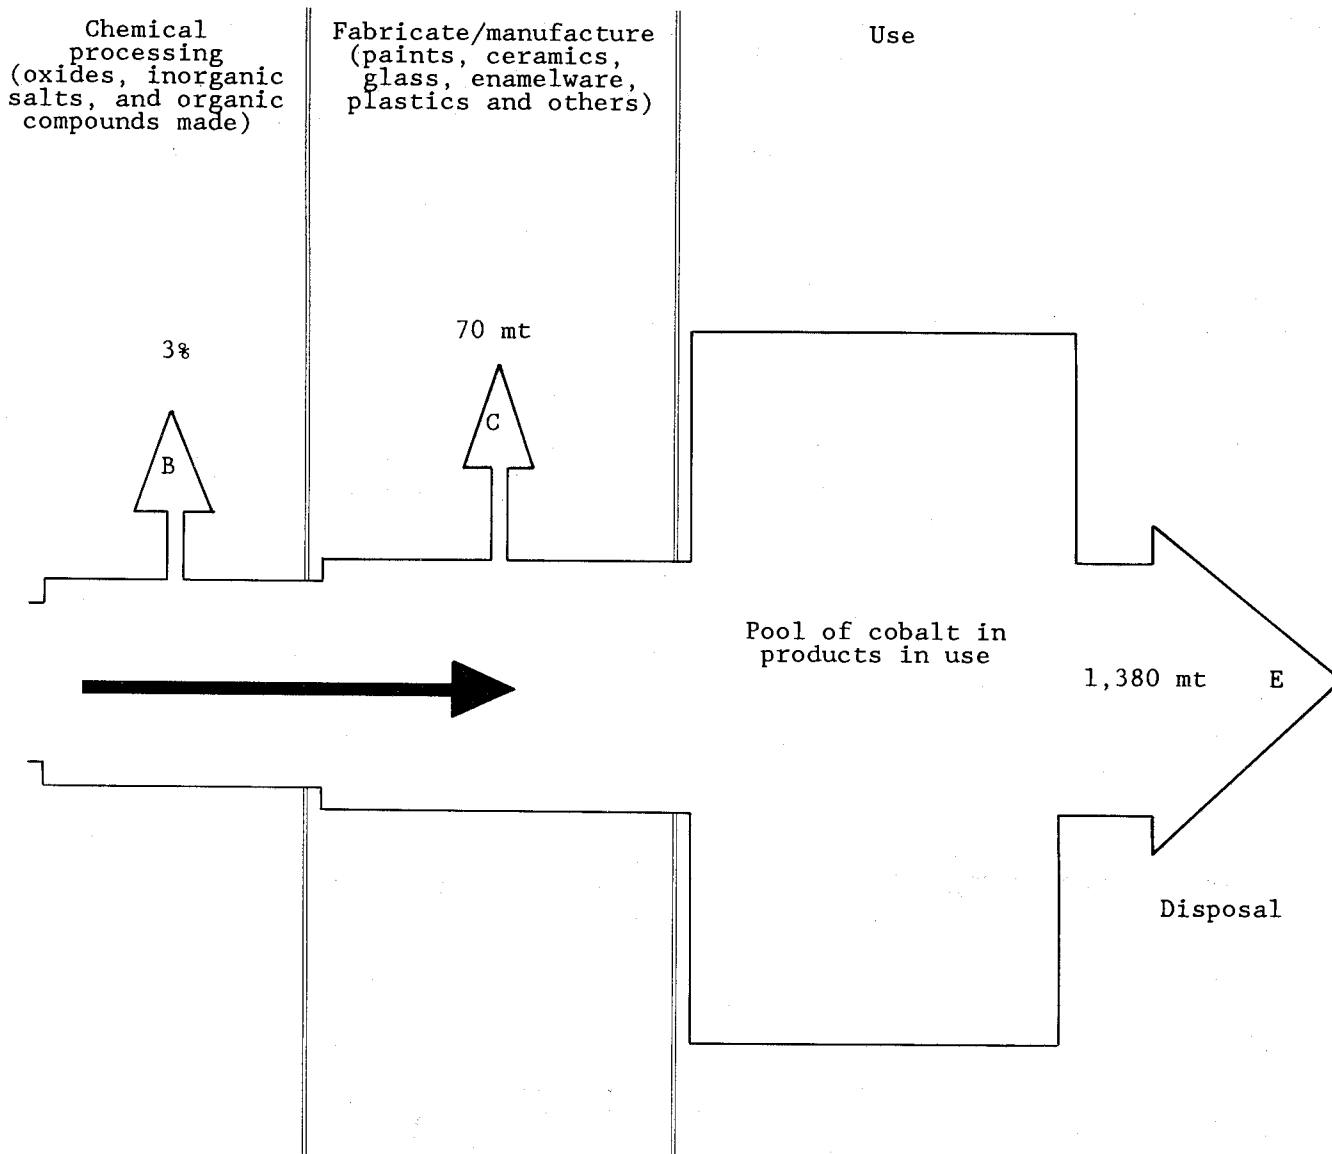 Chemical
processing
(oxides, inorganic
salts, and organic
compounds made)
Fabricate/manufacture
(paints, ceramics,
glass, enamelware,
plastics and others)
Use
3%
70 mt
B
C
Pool of cobalt in
products in use
1,380 mt
E
Disposal